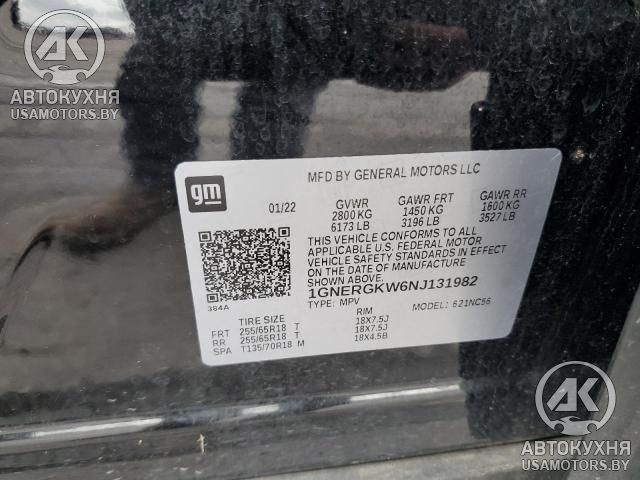 AK
АВТОКУХНЯ
USAMOTORS.BY
MFD BY GENERAL MOTORS LLC
gm
01/22
GVWR GAWR FRT GAWR RR
2800 KG 1450 KG 1600 KG
6173 LB 3196 LB 3527 LB
THIS VEHICLE CONFORMS TO ALL
APPLICABLE U.S. FEDERAL MOTOR
VEHICLE SAFETY STANDARDS IN EFFECT
ON THE DATE OF MANUFACTURE
SHOWN ABOVE.
1GNERGKW6NJ131982
TYPE: MPV MODEL: 621NC56
384A
TIRE SIZE RIM
FRT 255/65R18 T 18X7.5J
RR 255/65R18 T 18X7.5J
SPA T135/70R18 M 18X4.5B
AK
АВТОКУХНЯ
USAMOTORS.BY